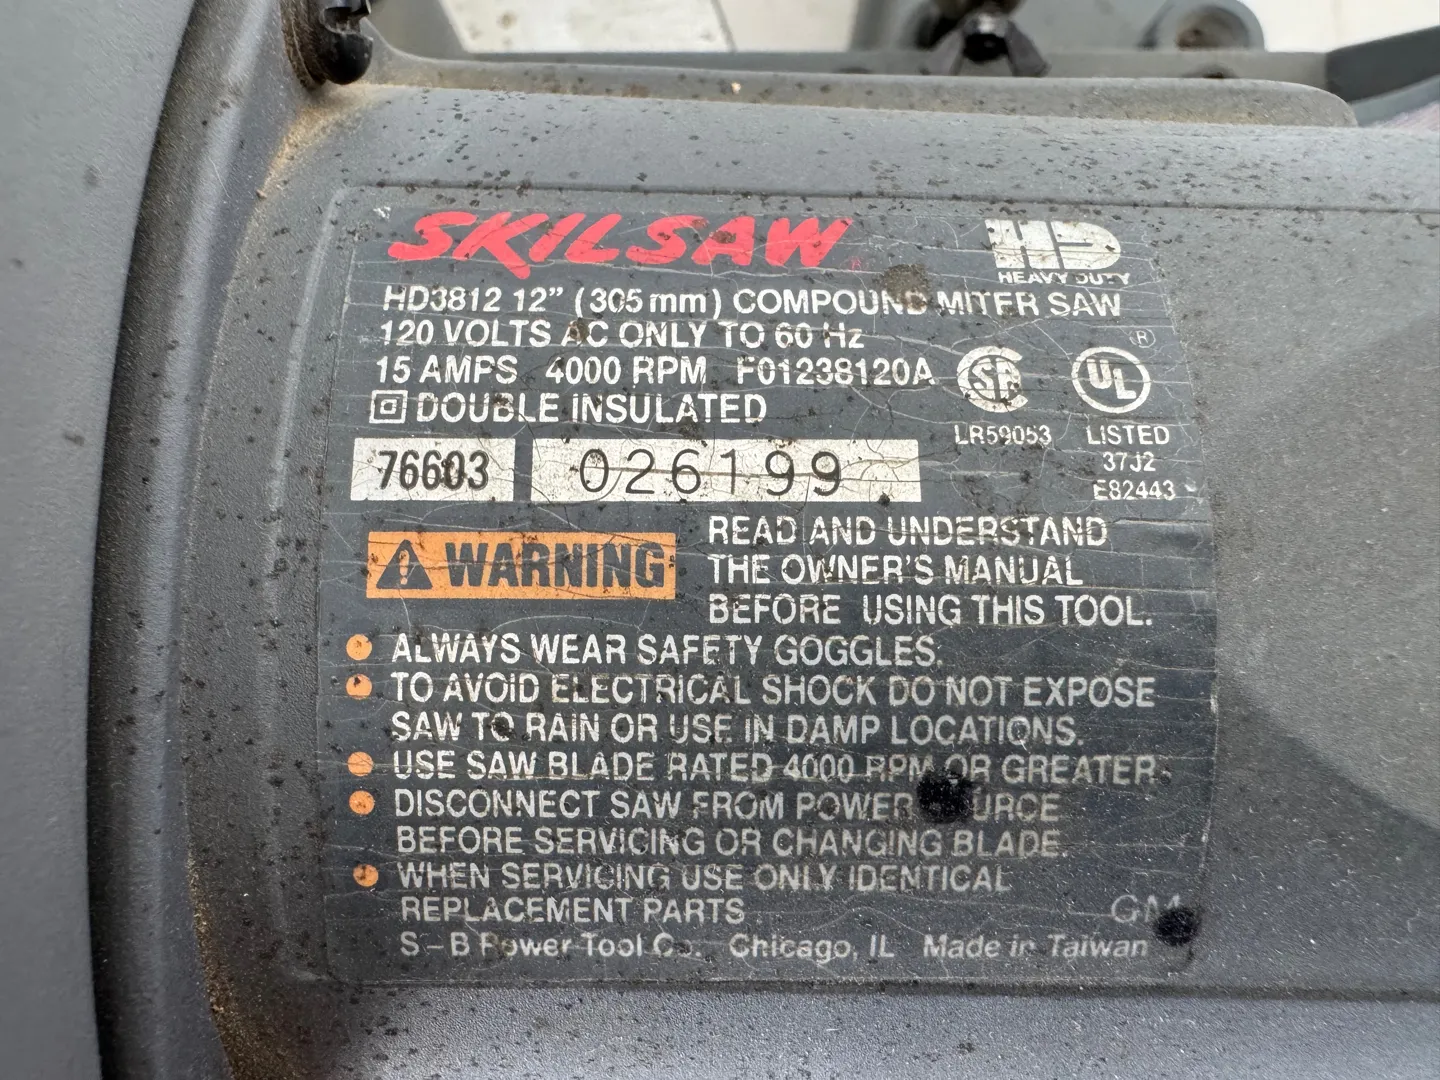 SKILSAW
HD
HEAVY DUTY
HD3812 12" (305 mm) COMPOUND MITER SAW
120 VOLTS AC ONLY TO 60 Hz
15 AMPS 4000 RPM F01238120A
DOUBLE INSULATED
SA
UL ®
LR59053
LISTED
37J2
E82443
76603
026199
WARNING
READ AND UNDERSTAND
THE OWNER'S MANUAL
BEFORE USING THIS TOOL.
• ALWAYS WEAR SAFETY GOGGLES.
• TO AVOID ELECTRICAL SHOCK DO NOT EXPOSE
SAW TO RAIN OR USE IN DAMP LOCATIONS.
• USE SAW BLADE RATED 4000 RPM OR GREATER.
• DISCONNECT SAW FROM POWER SOURCE
BEFORE SERVICING OR CHANGING BLADE.
• WHEN SERVICING USE ONLY IDENTICAL
REPLACEMENT PARTS.
GM
S-B Power Tool Co. Chicago, IL Made in Taiwan